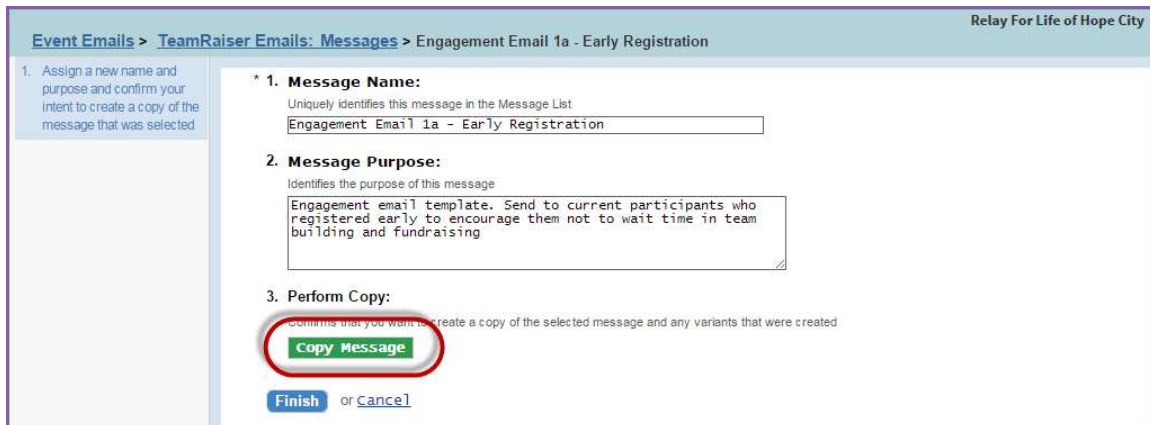 Relay For Life of Hope City
Event Emails > TeamRaiser Emails: Messages > Engagement Email 1a - Early Registration
1. Assign a new name and
purpose and confirm your
intent to create a copy of the
message that was selected
* 1. Message Name:
Uniquely identifies this message in the Message List
Engagement Email 1a - Early Registration
2. Message Purpose:
Identifies the purpose of this message
Engagement email template. Send to current participants who
registered early to encourage them not to wait time in team
building and fundraising
3. Perform Copy:
Confirms that you want to create a copy of the selected message and any variants that were created
Copy Message
Finish or Cancel